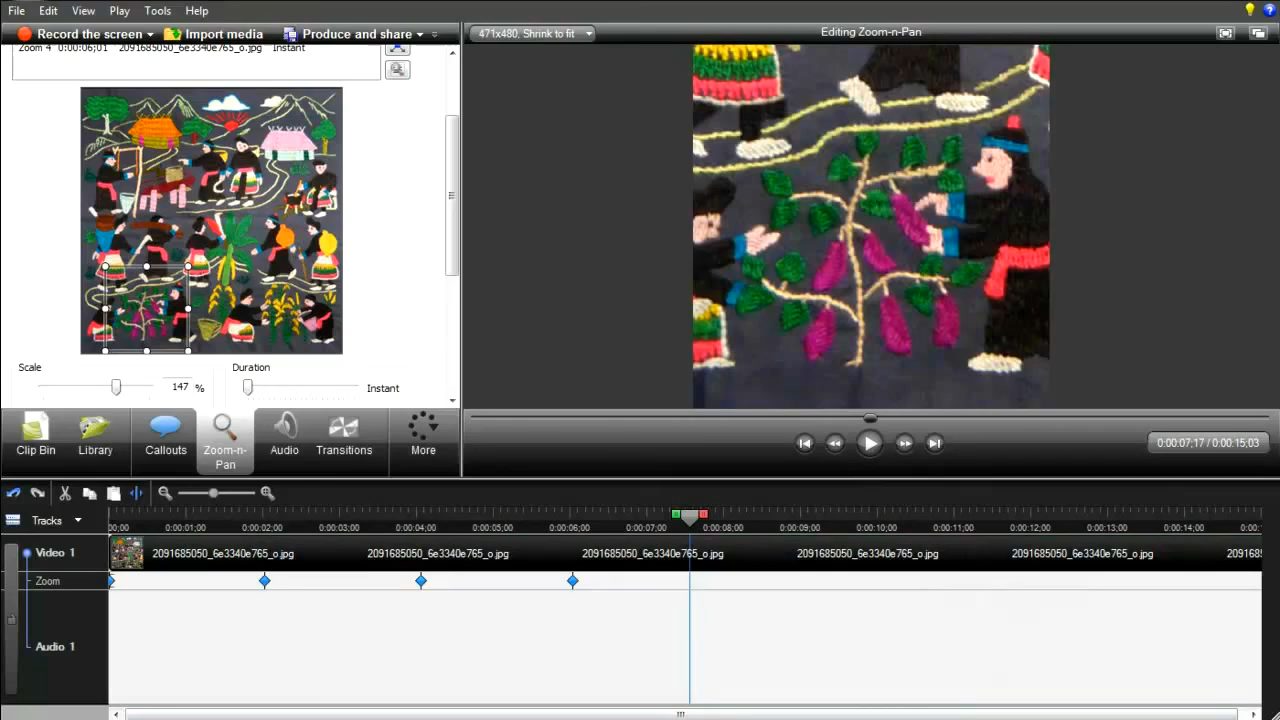 File Edit View Play Tools Help
Record the screen Import media Produce and share
471x480, Shrink to fit
Editing Zoom-n-Pan
Zoom 4 0:00:06;01 2091685050_6e3340e765_o.jpg Instant
Scale
Duration
147 %
Instant
Clip Bin
Library
Callouts
Zoom-n-
Pan
Audio
Transitions
More
0:00:07;17 / 0:00:15;03
Tracks
00;00 0:00:01;00 0:00:02;00 0:00:03;00 0:00:04;00 0:00:05;00 0:00:06;00 0:00:07;00 0:00:08;00 0:00:09;00 0:00:10;00 0:00:11;00 0:00:12;00 0:00:13;00 0:00:14;00 0:00:1
Video 1
2091685050_6e3340e765_o.jpg 2091685050_6e3340e765_o.jpg 2091685050_6e3340e765_o.jpg 2091685050_6e3340e765_o.jpg 2091685050_6e3340e765_o.jpg 2091685
Zoom
Audio 1